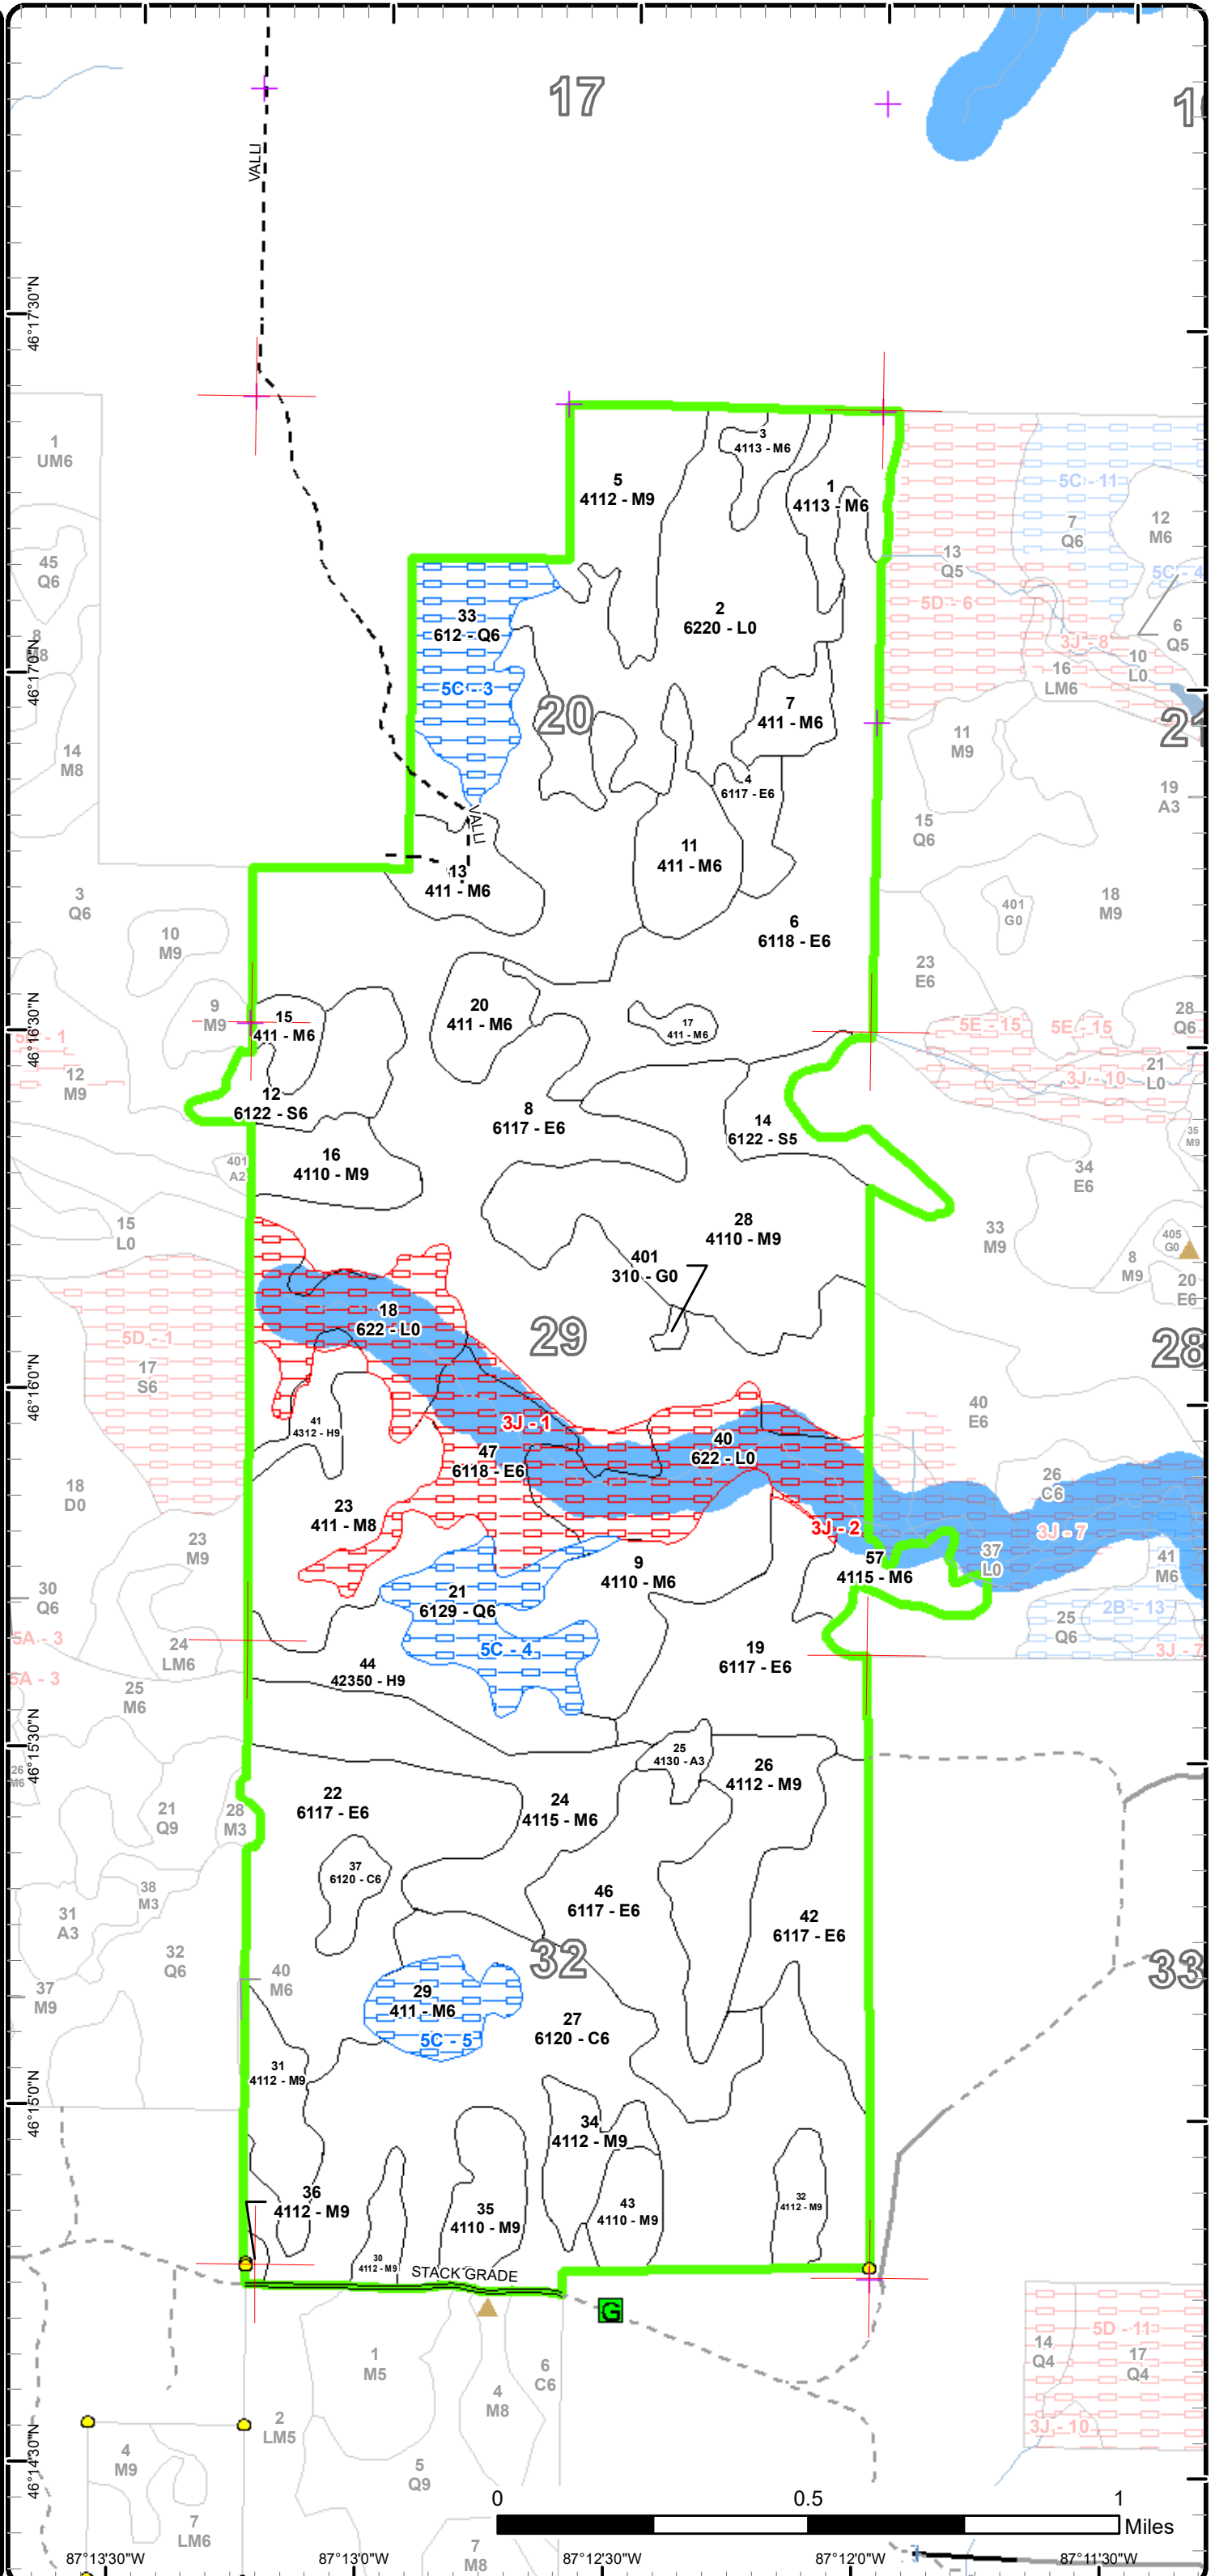 17
VALLI
46°17'30"N
1
UM6
3
4113 - M6
5
4112 - M9
1
4113 - M6
5C - 11
7
Q6
12
M6
45
Q6
13
Q5
5C - 4
5D - 6
2
6220 - L0
33
612 - Q6
6
Q5
3J - 8
8
46°17'0"N
10
L0
16
LM6
5C - 3
7
411 - M6
20
21
11
M9
14
M8
4
6117 - E6
19
A3
VALLI
15
Q6
11
411 - M6
13
411 - M6
3
Q6
401
G0
18
M9
6
6118 - E6
10
M9
23
E6
9
M9
15
411 - M6
20
411 - M6
17
411 - M6
28
Q6
46°16'30"N
5E - 15
5E - 15
12
M9
3J - 10
21
L0
12
6122 - S6
8
6117 - E6
14
6122 - S5
35
M9
16
4110 - M9
401
A2
34
E6
15
L0
28
4110 - M9
33
M9
405
G0
8
M9
20
E6
401
310 - G0
18
622 - L0
5D - 1
29
28
17
S6
46°16'0"N
41
4312 - H9
3J - 1
40
E6
40
622 - L0
47
6118 - E6
26
C6
18
D0
23
411 - M8
3J - 2
3J - 7
23
M9
9
4110 - M6
57
4115 - M6
37
L0
41
M6
30
Q6
21
6129 - Q6
2B - 13
25
Q6
5A - 3
24
LM6
5C - 4
19
6117 - E6
3J - 7
44
42350 - H9
5A - 3
25
M6
46°15'30"N
25
4130 - A3
26
4112 - M9
26
M6
22
6117 - E6
24
4115 - M6
21
Q9
28
M3
37
6120 - C6
38
M3
46
6117 - E6
31
A3
42
6117 - E6
32
Q6
32
33
40
M6
37
M9
29
411 - M6
27
6120 - C6
5C - 5
31
4112 - M9
46°15'0"N
34
4112 - M9
36
4112 - M9
35
4110 - M9
43
4110 - M9
32
4112 - M9
30
4112 - M9
STACK GRADE
G
1
M5
6
C6
5D - 11
14
Q4
17
Q4
4
M8
2
LM5
3J - 10
4
M9
46°14'30"N
5
Q9
7
LM6
0
0.5
1
Miles
7
M8
87°13'30"W
87°13'0"W
87°12'30"W
87°12'0"W
87°11'30"W